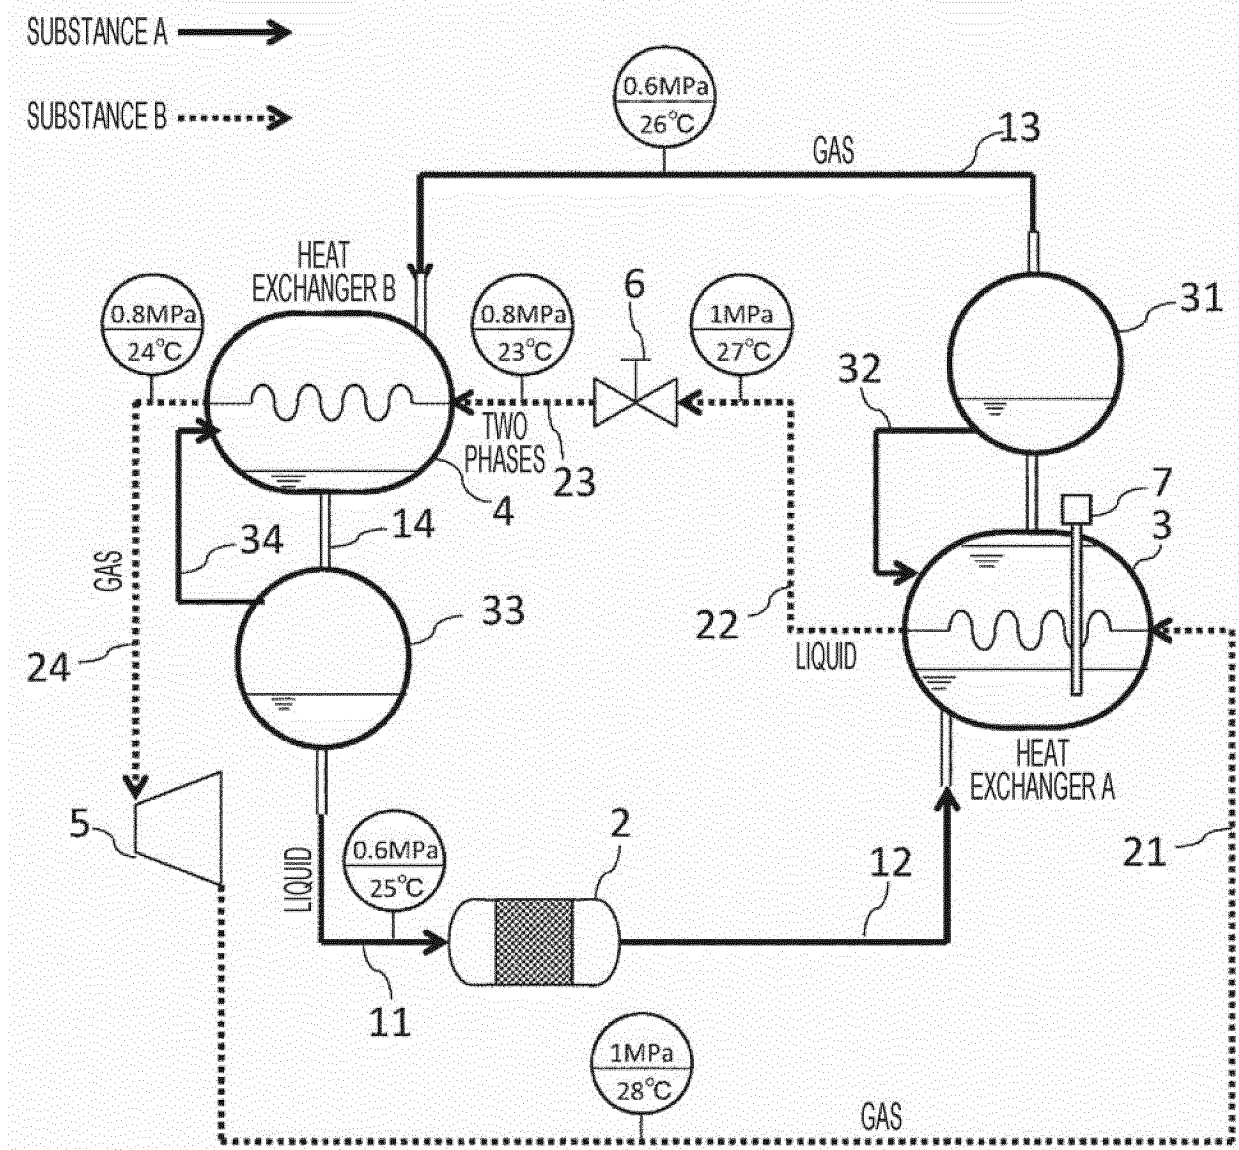 SUBSTANCE A
SUBSTANCE B
0.6MPa
26℃
GAS
13
HEAT
EXCHANGER B
0.8MPa
24℃
0.8MPa
23℃
6
1MPa
27℃
31
32
TWO
PHASES
23
4
7
3
14
34
GAS
33
22
LIQUID
24
HEAT
EXCHANGER A
5
LIQUID
0.6MPa
25℃
2
12
21
11
1MPa
28℃
GAS